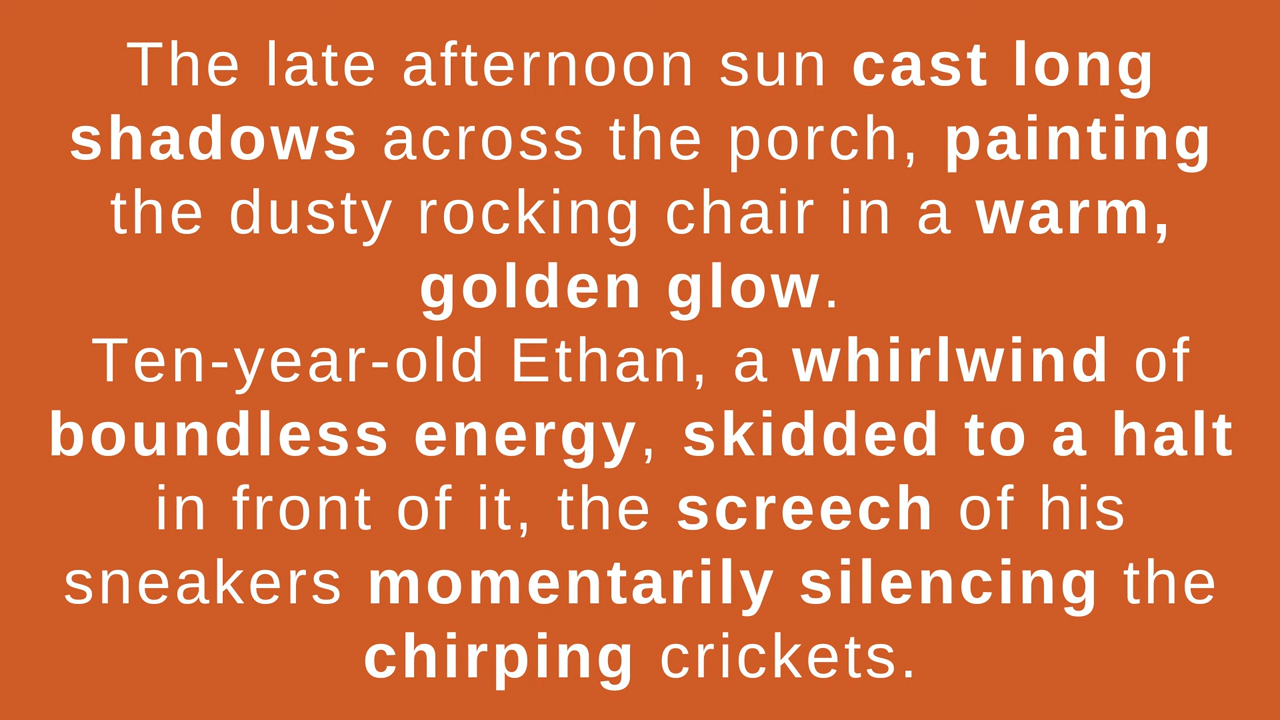 The late afternoon sun cast long
shadows across the porch, painting
the dusty rocking chair in a warm,
golden glow.
Ten-year-old Ethan, a whirlwind of
boundless energy, skidded to a halt
in front of it, the screech of his
sneakers momentarily silencing the
chirping crickets.